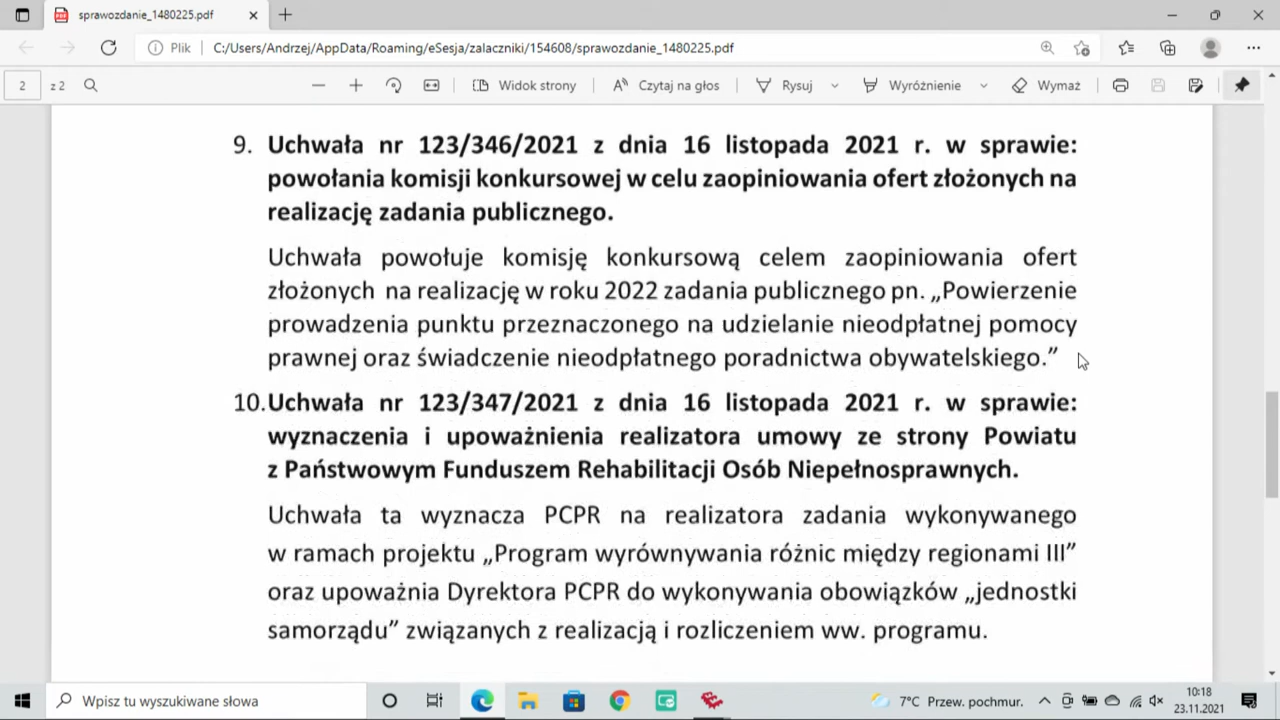 sprawozdanie_1480225.pdf
Plik
C:/Users/Andrzej/AppData/Roaming/eSesja/zalaczniki/154608/sprawozdanie_1480225.pdf
2 z 2 Widok strony Czytaj na głos Rysuj Wyróżnienie Wymaż
9. Uchwała nr 123/346/2021 z dnia 16 listopada 2021 r. w sprawie:
powołania komisji konkursowej w celu zaopiniowania ofert złożonych na
realizację zadania publicznego.
Uchwała powołuje komisję konkursową celem zaopiniowania ofert
złożonych na realizację w roku 2022 zadania publicznego pn. „Powierzenie
prowadzenia punktu przeznaczonego na udzielanie nieodpłatnej pomocy
prawnej oraz świadczenie nieodpłatnego poradnictwa obywatelskiego.”
10. Uchwała nr 123/347/2021 z dnia 16 listopada 2021 r. w sprawie:
wyznaczenia i upoważnienia realizatora umowy ze strony Powiatu
z Państwowym Funduszem Rehabilitacji Osób Niepełnosprawnych.
Uchwała ta wyznacza PCPR na realizatora zadania wykonywanego
w ramach projektu „Program wyrównywania różnic między regionami III”
oraz upoważnia Dyrektora PCPR do wykonywania obowiązków „jednostki
samorządu” związanych z realizacją i rozliczeniem ww. programu.
Wpisz tu wyszukiwane słowa
7°C Przew. pochmur.
10:18
23.11.2021